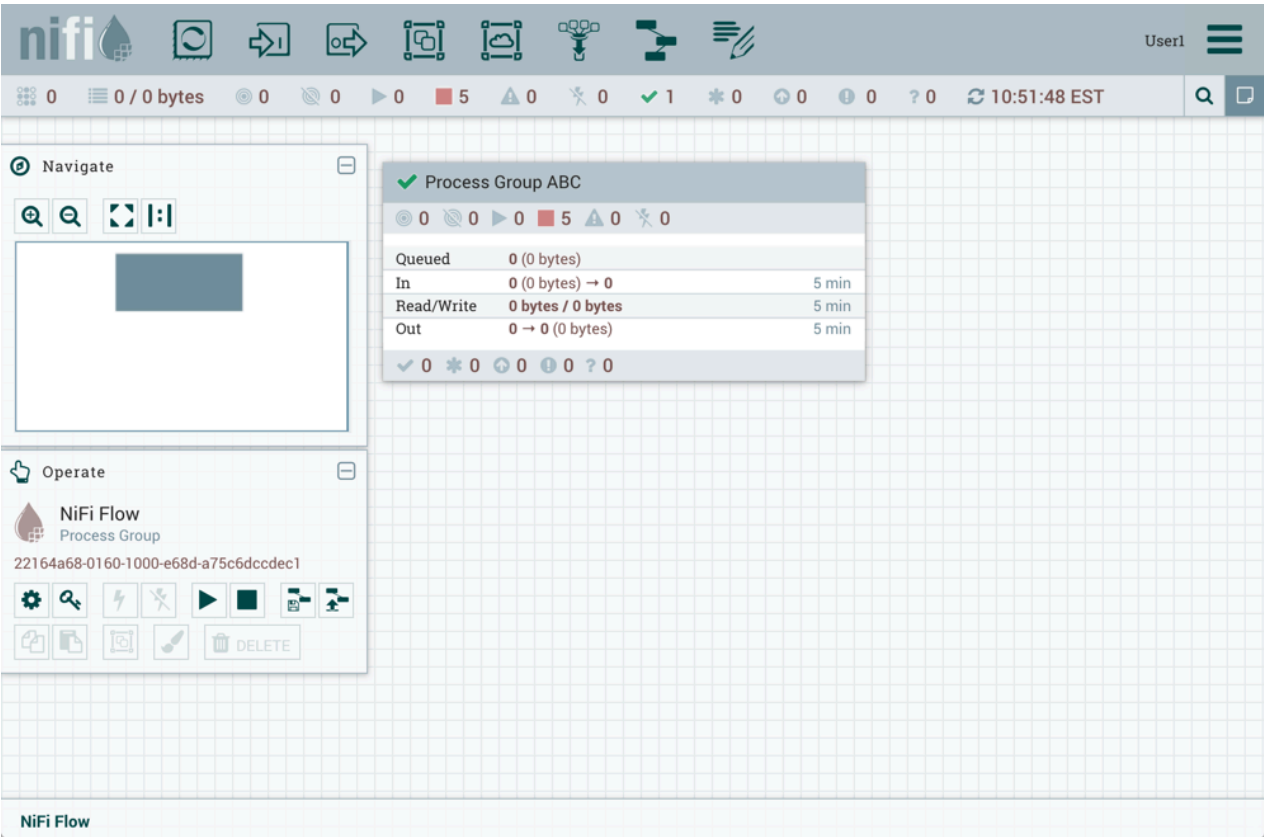 nifi
User1
0 0 / 0 bytes 0 0 0 5 0 0 1 0 0 0 ? 0 10:51:48 EST
Navigate
Process Group ABC
0 0 0 5 0 0
Queued 0 (0 bytes)
In 0 (0 bytes) → 0 5 min
Read/Write 0 bytes / 0 bytes 5 min
Out 0 → 0 (0 bytes) 5 min
0 0 0 0 ? 0
Operate
NiFi Flow
Process Group
22164a68-0160-1000-e68d-a75c6dccdec1
DELETE
NiFi Flow